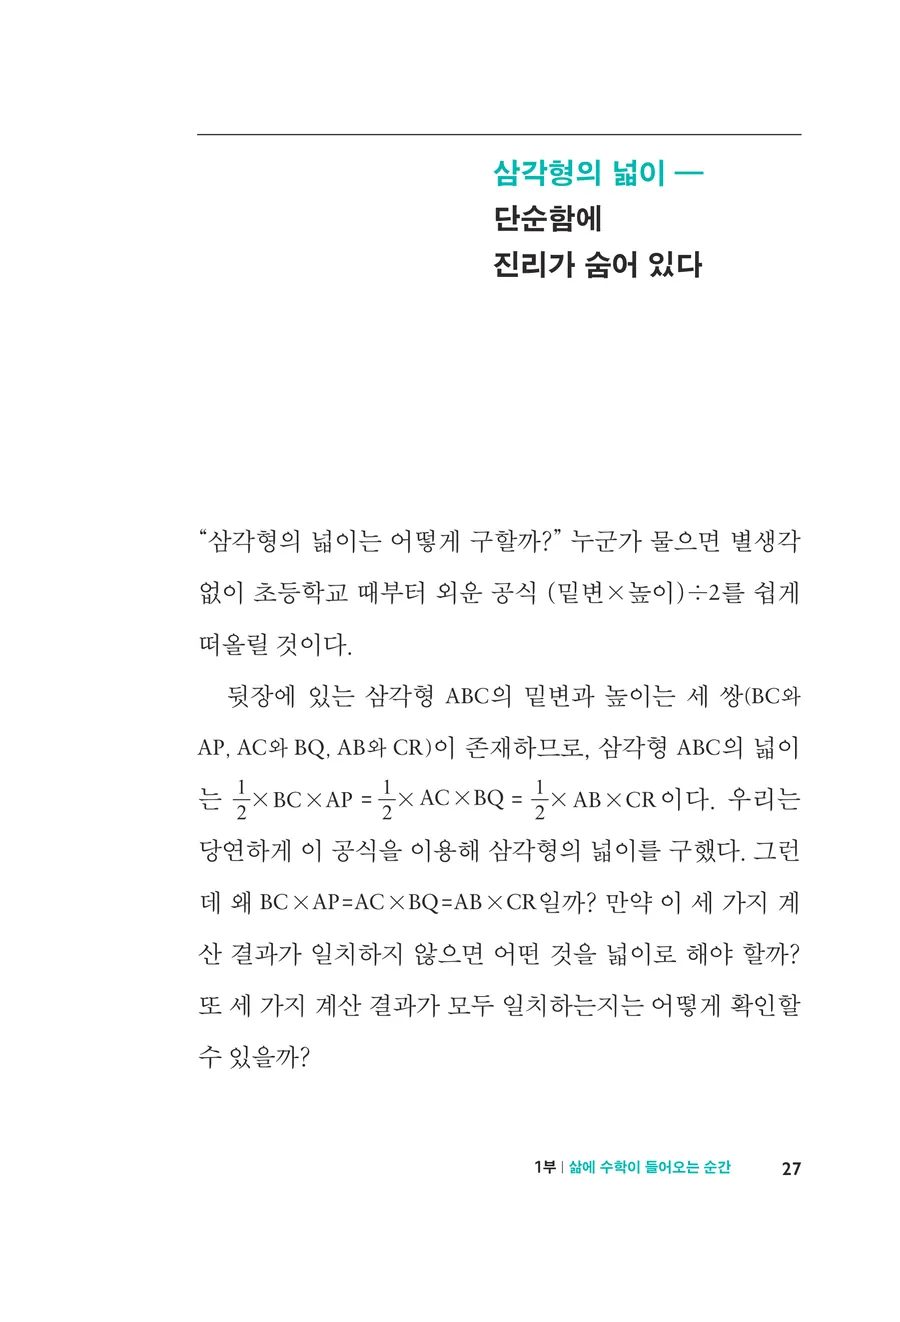 삼각형의 넓이 —
단순함에
진리가 숨어 있다
“삼각형의 넓이는 어떻게 구할까?” 누군가 물으면 별생각
없이 초등학교 때부터 외운 공식 (밑변×높이)÷2를 쉽게
떠올릴 것이다.
뒷장에 있는 삼각형 ABC의 밑변과 높이는 세 쌍(BC와
AP, AC와 BQ, AB와 CR)이 존재하므로, 삼각형 ABC의 넓이
는 1/2×BC×AP = 1/2× AC×BQ = 1/2× AB×CR이다. 우리는
당연하게 이 공식을 이용해 삼각형의 넓이를 구했다. 그런
데 왜 BC×AP=AC×BQ=AB×CR일까? 만약 이 세 가지 계
산 결과가 일치하지 않으면 어떤 것을 넓이로 해야 할까?
또 세 가지 계산 결과가 모두 일치하는지는 어떻게 확인할
수 있을까?
1부 | 삶에 수학이 들어오는 순간 27